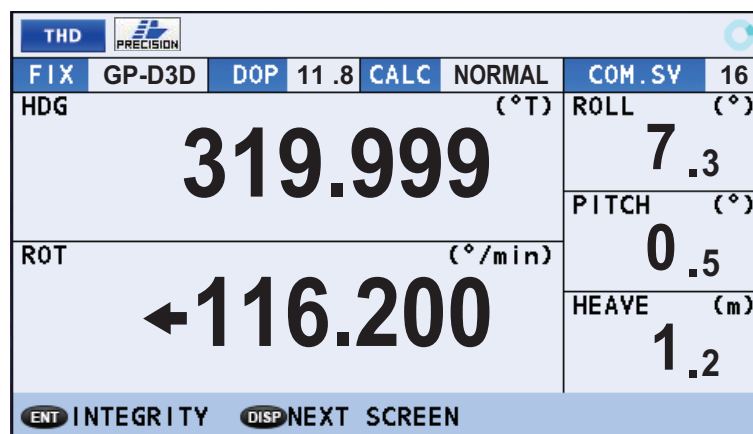 THD PRECISION
FIX GP-D3D DOP 11 .8 CALC NORMAL COM.SV 16
HDG (°T)
319.999
ROLL (°)
7 .3
PITCH (°)
0 .5
ROT (°/min)
←116.200
HEAVE (m)
1 .2
ENT INTEGRITY DISP NEXT SCREEN